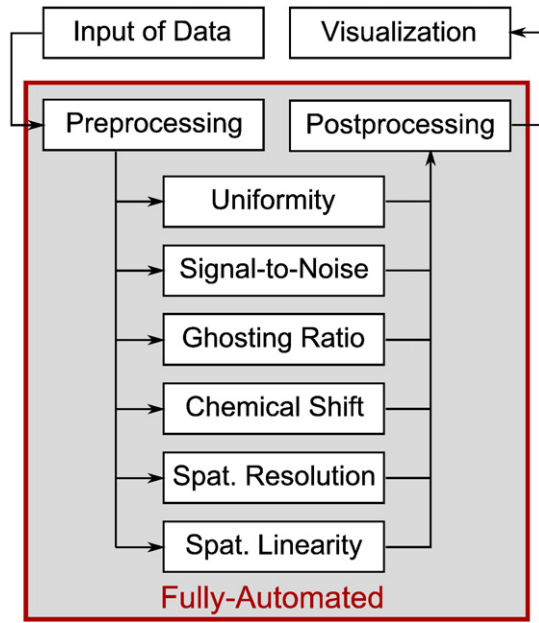 Input of Data
Visualization
Preprocessing
Postprocessing
Uniformity
Signal-to-Noise
Ghosting Ratio
Chemical Shift
Spat. Resolution
Spat. Linearity
Fully-Automated